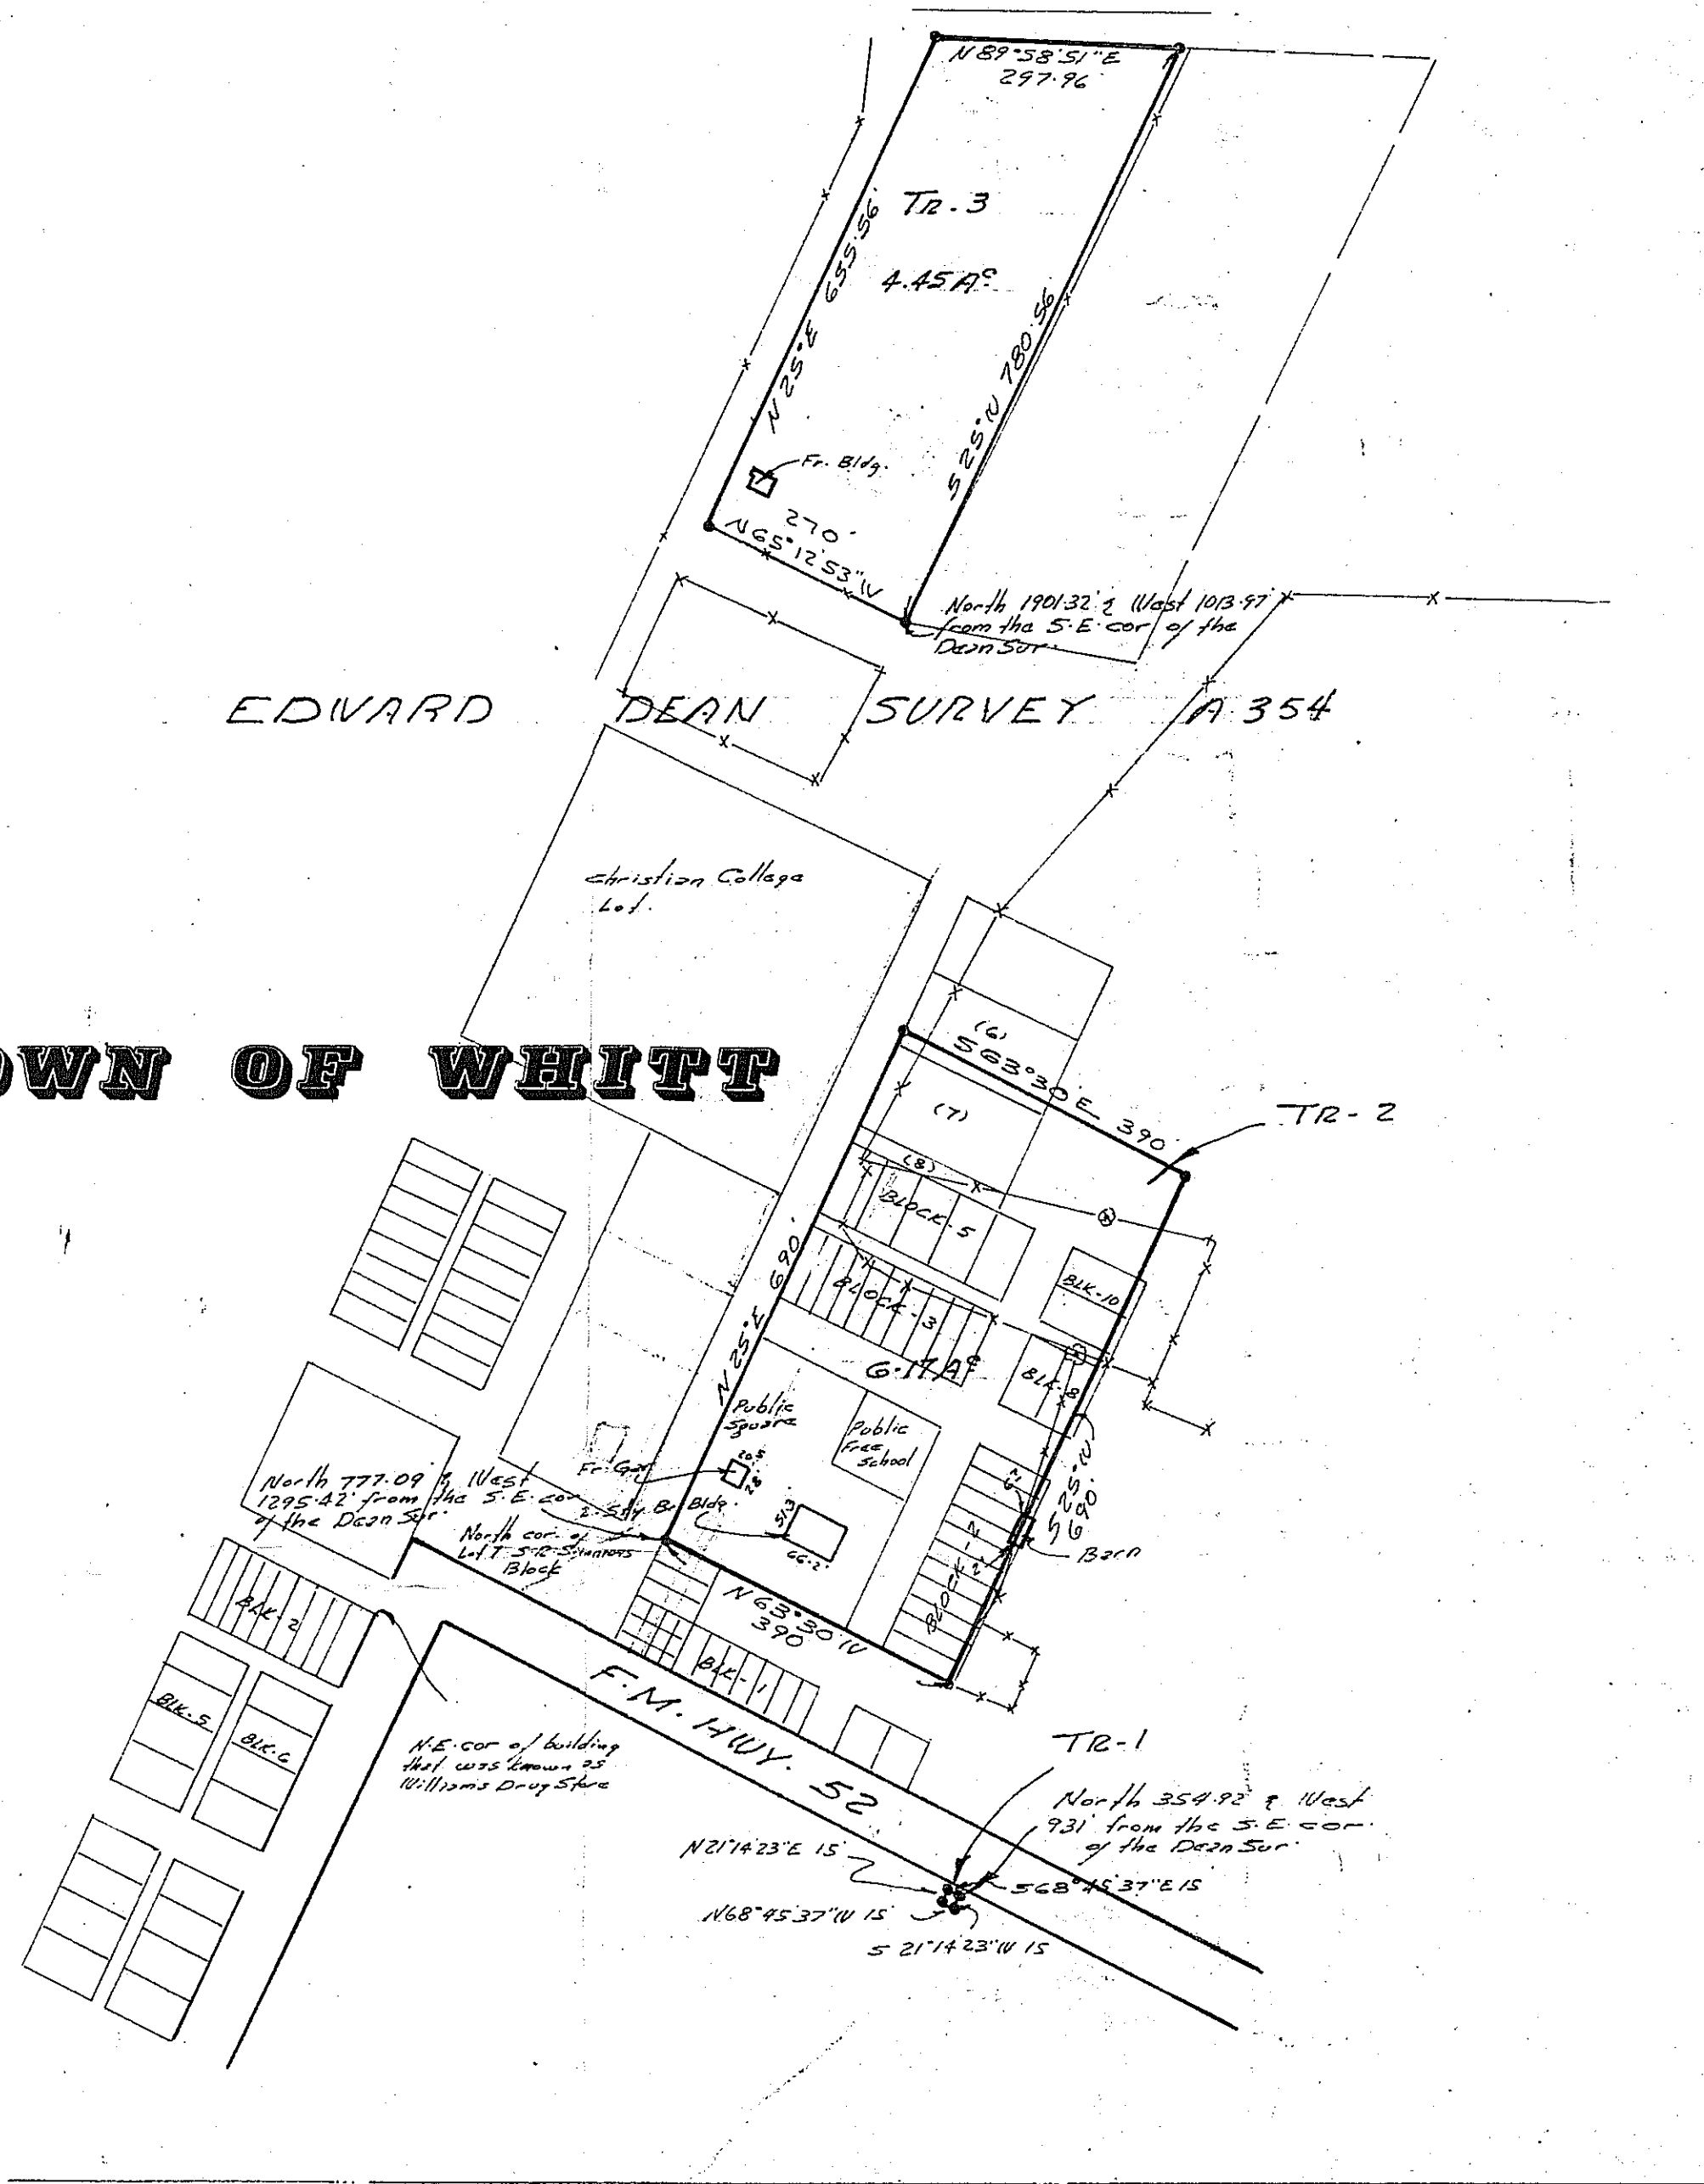 N 89°58'51"E
297.96'
Tr. 3
4.45 Ac
N 25°E 655.56'
S 25°W 780.56'
Fr. Bldg.
270'
N 65°12'53"W
North 1901.32' & West 1013.97'
from the S.E. cor of the
Dean Sur.
EDWARD DEAN SURVEY A 354
Christian College
Lot.
OWN OF WHITT
(6)
S 63°30'E 390'
TR-2
(7)
(8)
BLOCK-5
BLK-10
BLOCK-3
N 25°E 690'
6.17 Ac
BLK-8
Public
Square
Public
Free
School
S 25°W
690'
20.5
28
Fr. Gar
North 777.09' & West
1295.42' from the S.E. cor
of the Dean Sur.
2-Sty Br Bldg.
51.3
66.2'
North cor of
Lot 7 S.R.
Block
BLOCK-2
Barn
N 63°30'W
390'
BLK-2
BLK-1
BLK-5
BLK-6
F.M. HWY. 52
N.E. cor of building
that was known as
Williams Drug Store
TR-1
North 354.92' & West
931' from the S.E. cor.
of the Dean Sur.
N 21°14'23"E 15'
S 68°45'37"E 15
N 68°45'37"W 15'
S 21°14'23"W 15